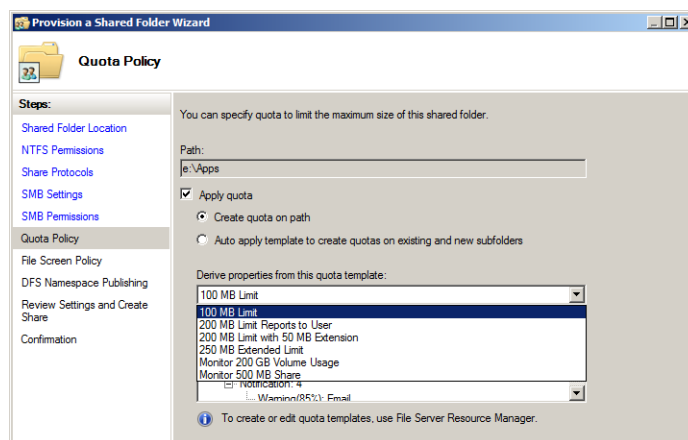 Provision a Shared Folder Wizard
Quota Policy
Steps:
Shared Folder Location
NTFS Permissions
Share Protocols
SMB Settings
SMB Permissions
Quota Policy
File Screen Policy
DFS Namespace Publishing
Review Settings and Create
Share
Confirmation
You can specify quota to limit the maximum size of this shared folder.
Path:
e:\Apps
Apply quota
Create quota on path
Auto apply template to create quotas on existing and new subfolders
Derive properties from this quota template:
100 MB Limit
100 MB Limit
200 MB Limit Reports to User
200 MB Limit with 50 MB Extension
250 MB Extended Limit
Monitor 200 GB Volume Usage
Monitor 500 MB Share
Notification: 4
Warning(85%): Email
To create or edit quota templates, use File Server Resource Manager.